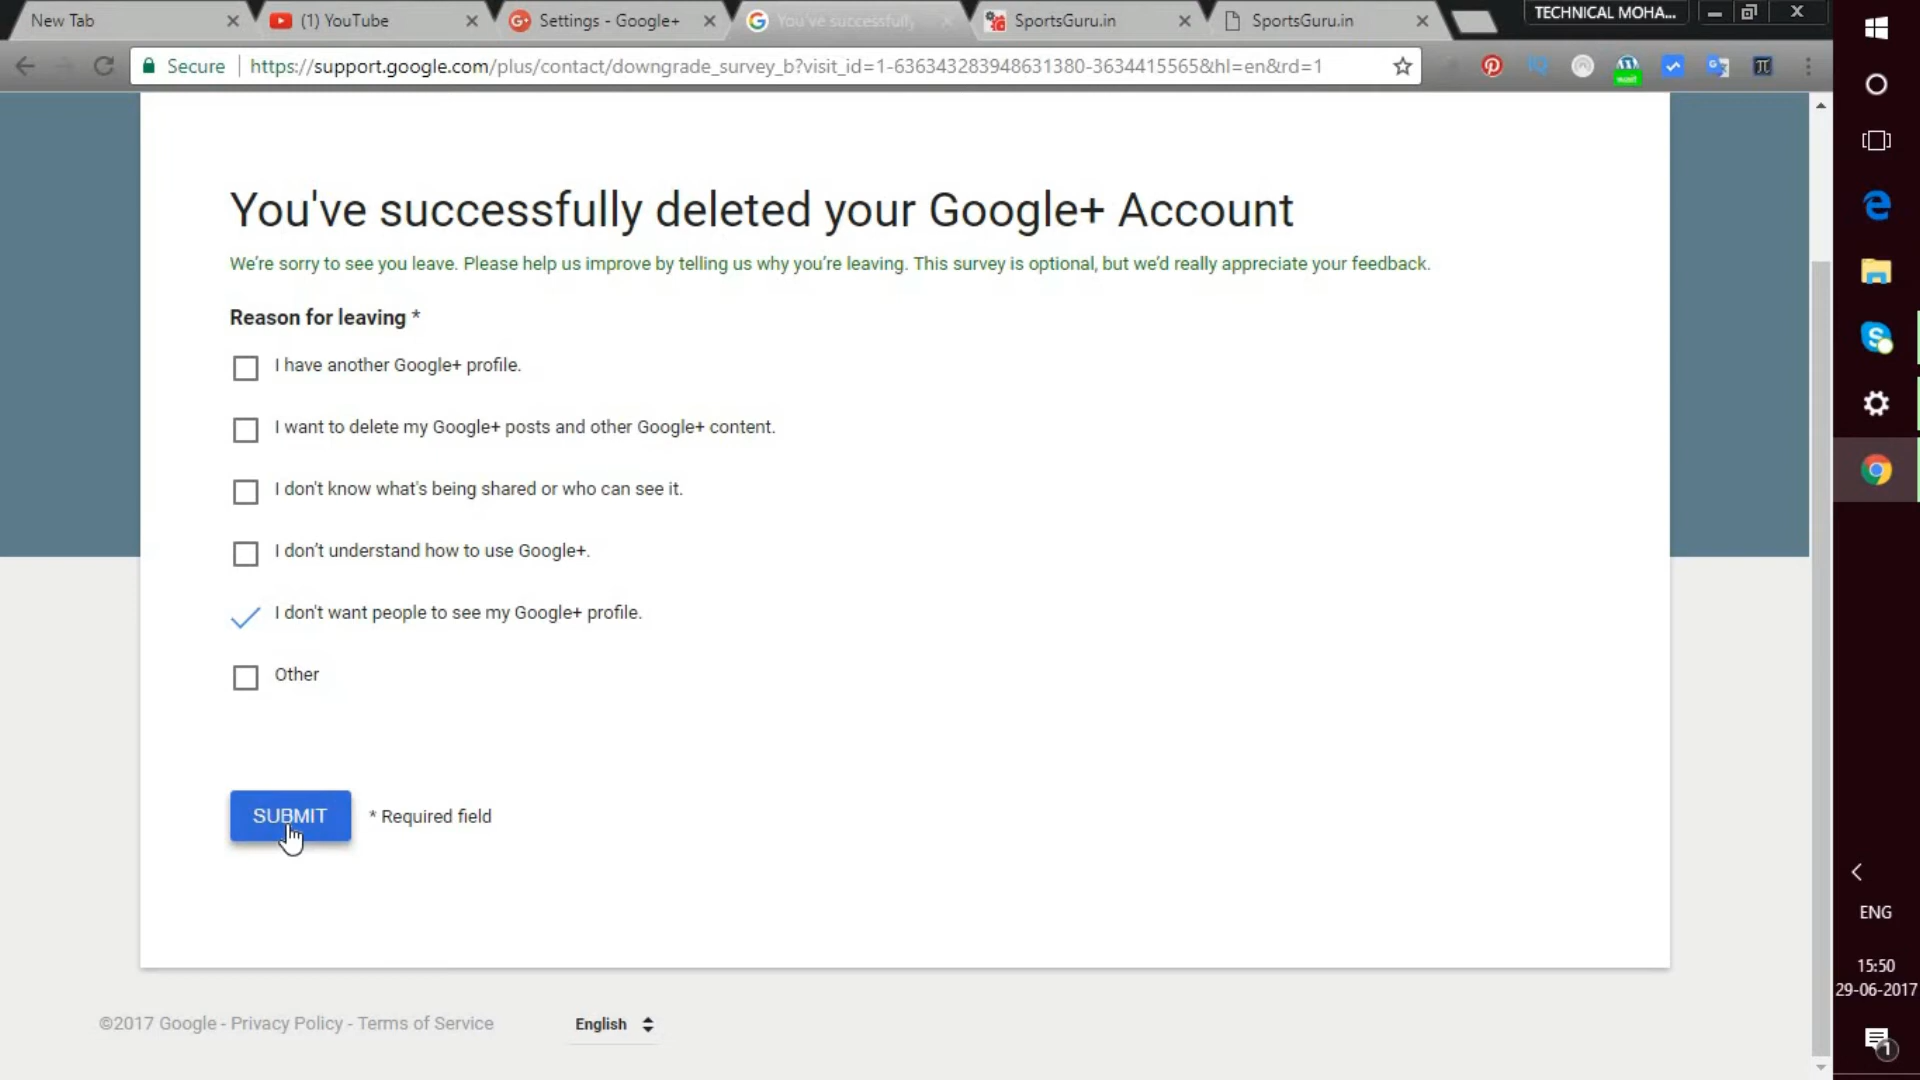 New Tab
(1) YouTube
Settings - Google+
You've successfully
SportsGuru.in
SportsGuru.in
TECHNICAL MOHA...
Secure
https://support.google.com/plus/contact/downgrade_survey_b?visit_id=1-636343283948631380-3634415565&hl=en&rd=1
You've successfully deleted your Google+ Account
We’re sorry to see you leave. Please help us improve by telling us why you’re leaving. This survey is optional, but we’d really appreciate your feedback.
Reason for leaving *
I have another Google+ profile.
I want to delete my Google+ posts and other Google+ content.
I don't know what's being shared or who can see it.
I don’t understand how to use Google+.
I don't want people to see my Google+ profile.
Other
SUBMIT
* Required field
©2017 Google - Privacy Policy - Terms of Service
English
ENG
15:50
29-06-2017
1